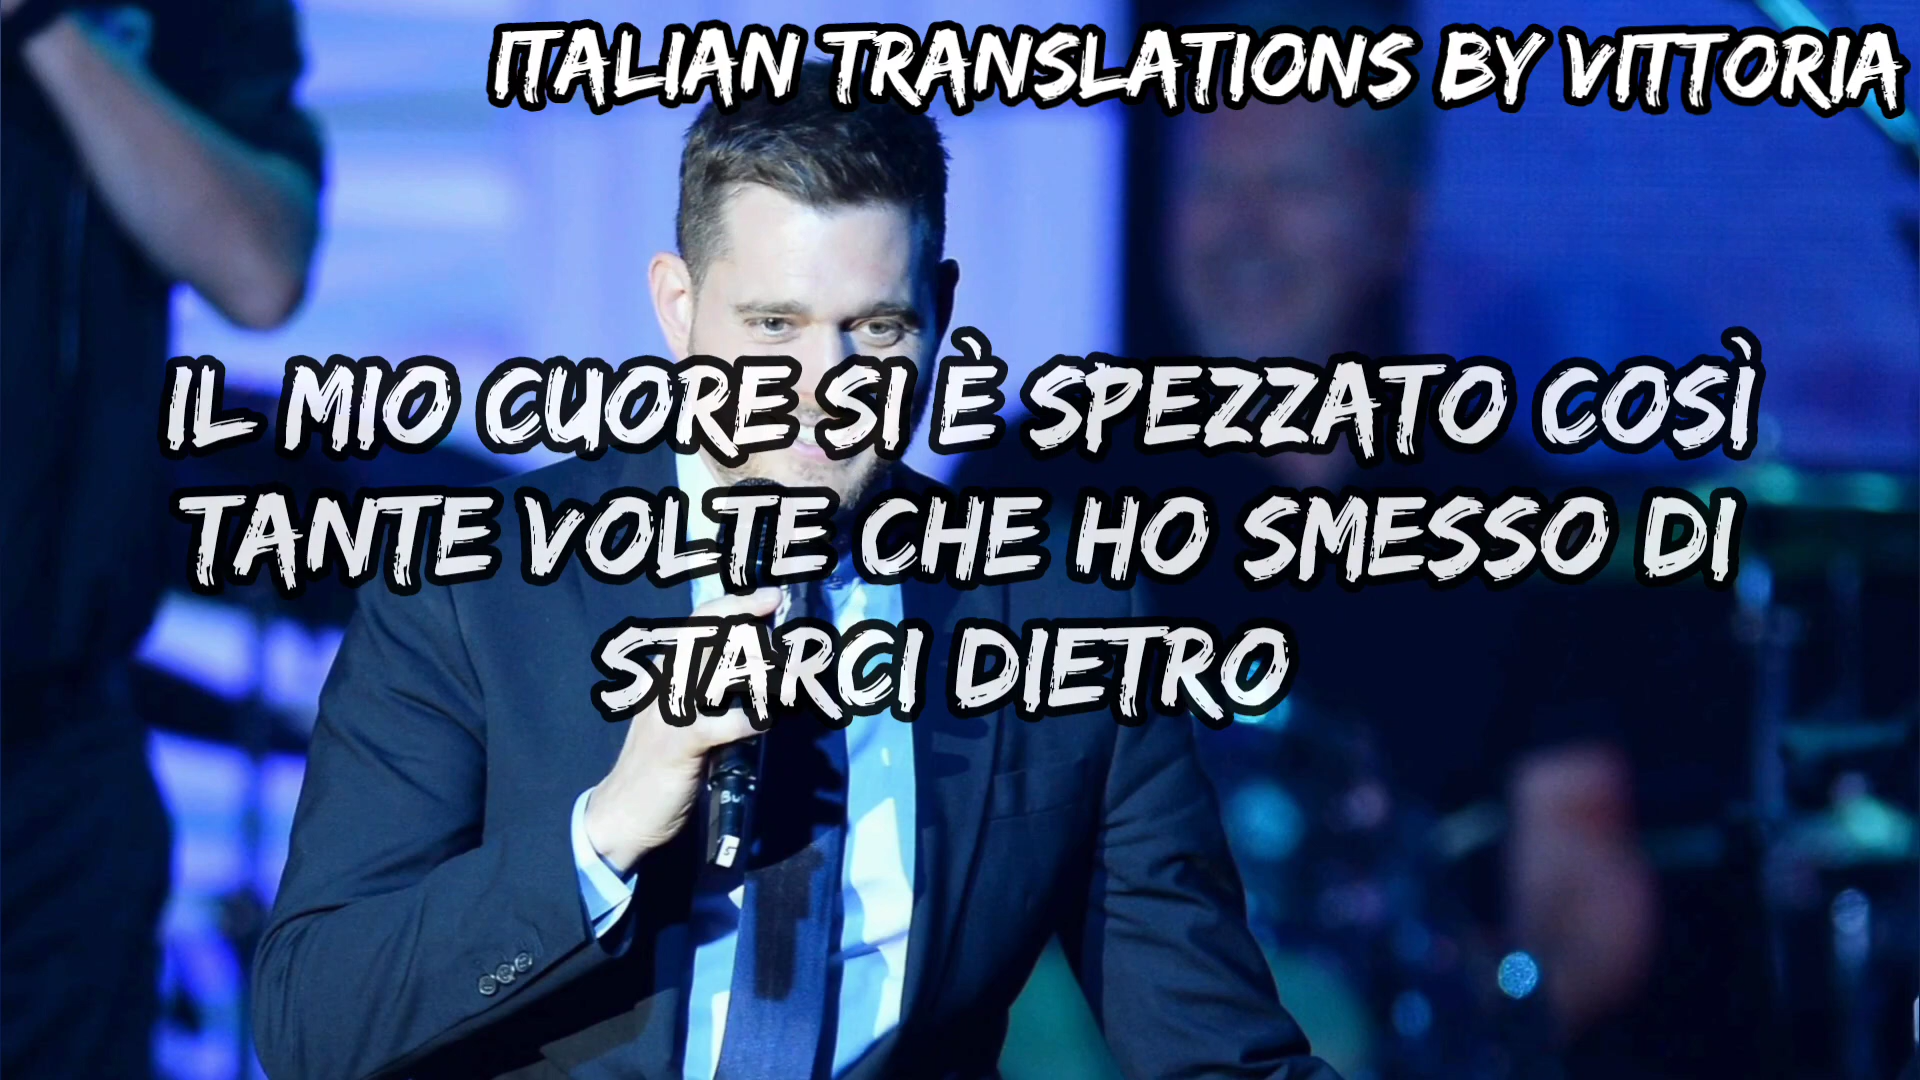 ITALIAN TRANSLATIONS BY VITTORIA
IL MIO CUORE SI È SPEZZATO COSÌ
TANTE VOLTE CHE HO SMESSO DI
STARCI DIETRO